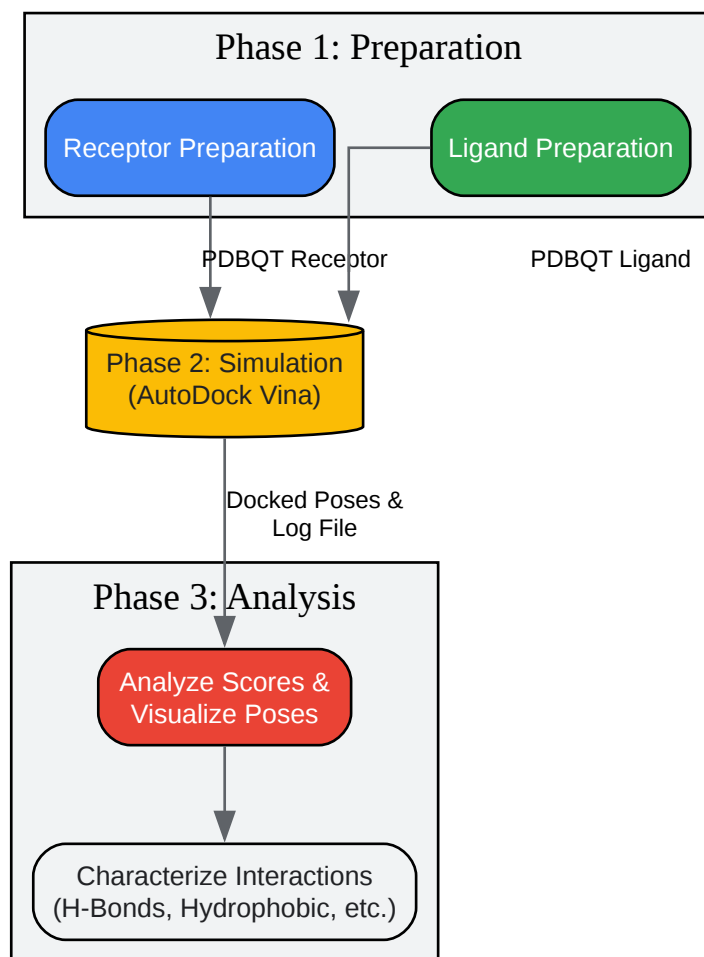 Phase 1: Preparation
Receptor Preparation
Ligand Preparation
PDBQT Receptor
PDBQT Ligand
Phase 2: Simulation
(AutoDock Vina)
Docked Poses &
Log File
Phase 3: Analysis
Analyze Scores &
Visualize Poses
Characterize Interactions
(H-Bonds, Hydrophobic, etc.)